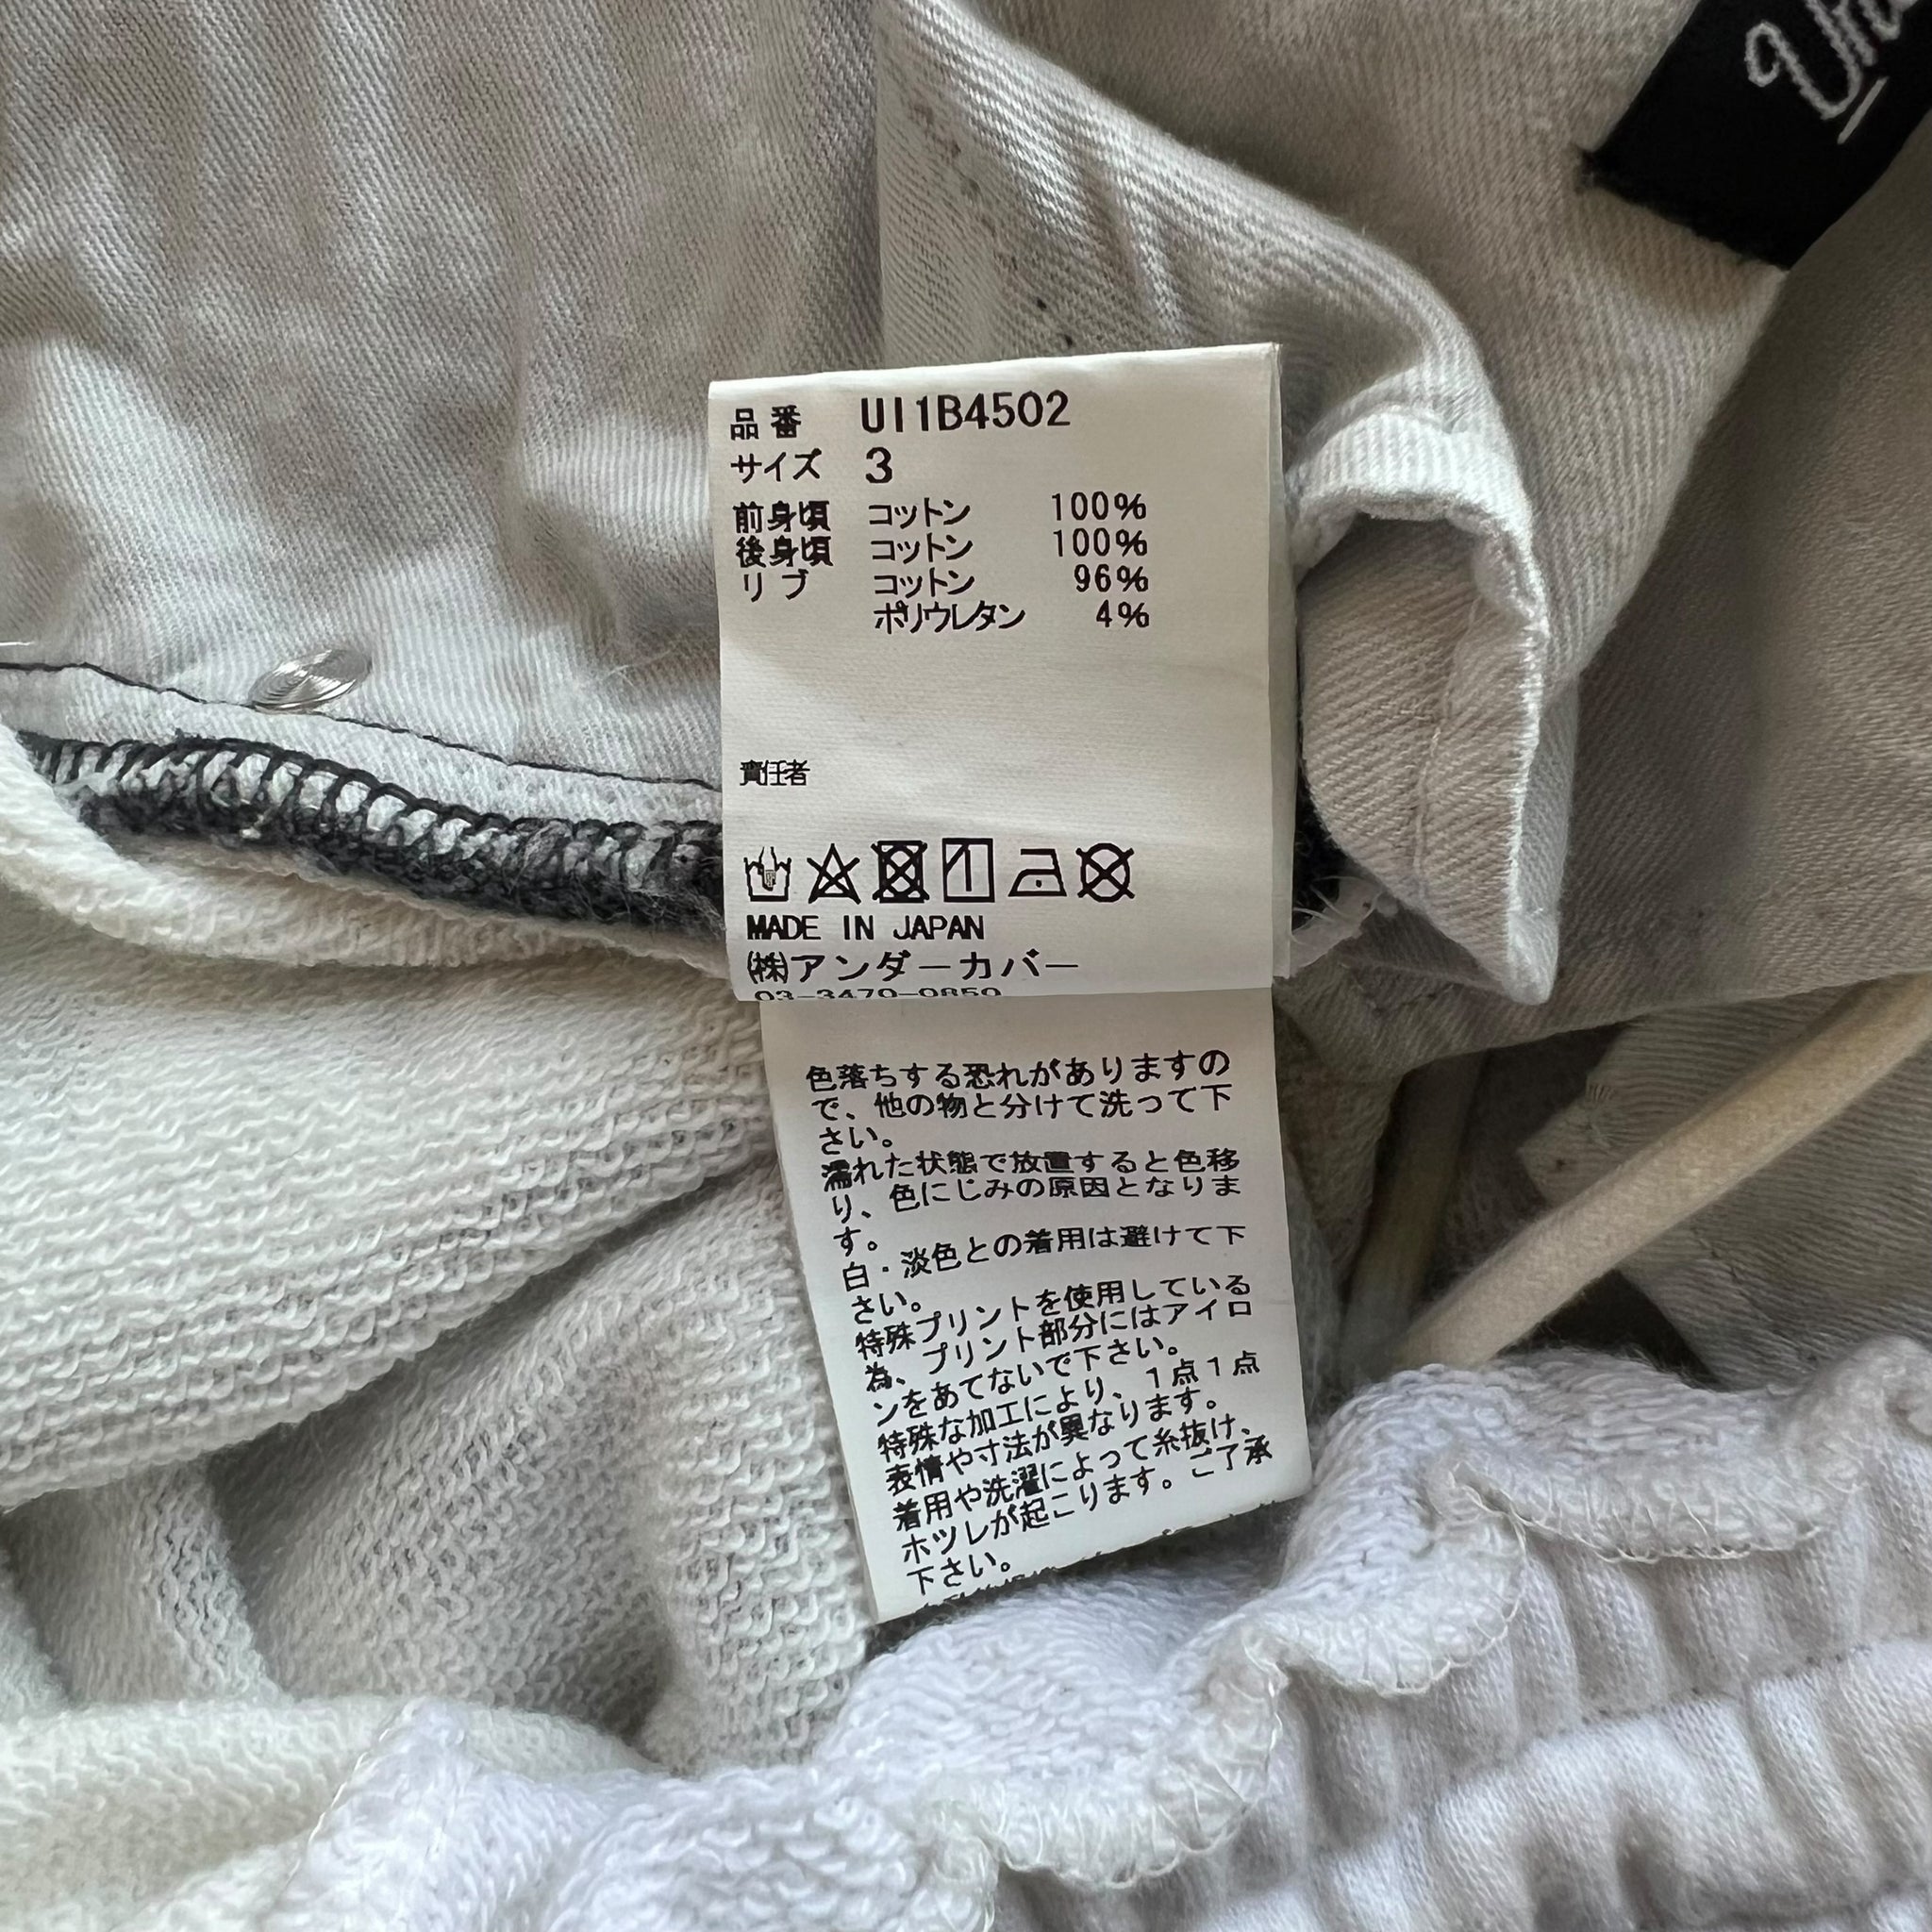 Un
品番 UI1B4502
サイズ 3
前身頃 コットン 100%
後身頃 コットン 100%
リブ コットン 96%
ポリウレタン 4%
責任者
MADE IN JAPAN
㈱アンダーカバー
03-3470-0850
色落ちする恐れがありますの
で、他の物と分けて洗って下
さい。
濡れた状態で放置すると色移
り、色にじみの原因となりま
す。
白・淡色との着用は避けて下
さい。
特殊プリントを使用している
為、プリント部分にはアイロ
ンをあてないで下さい。
特殊な加工により、1点1点
表情や寸法が異なります。
着用や洗濯によって糸抜け、
ホツレが起こります。ご了承
下さい。